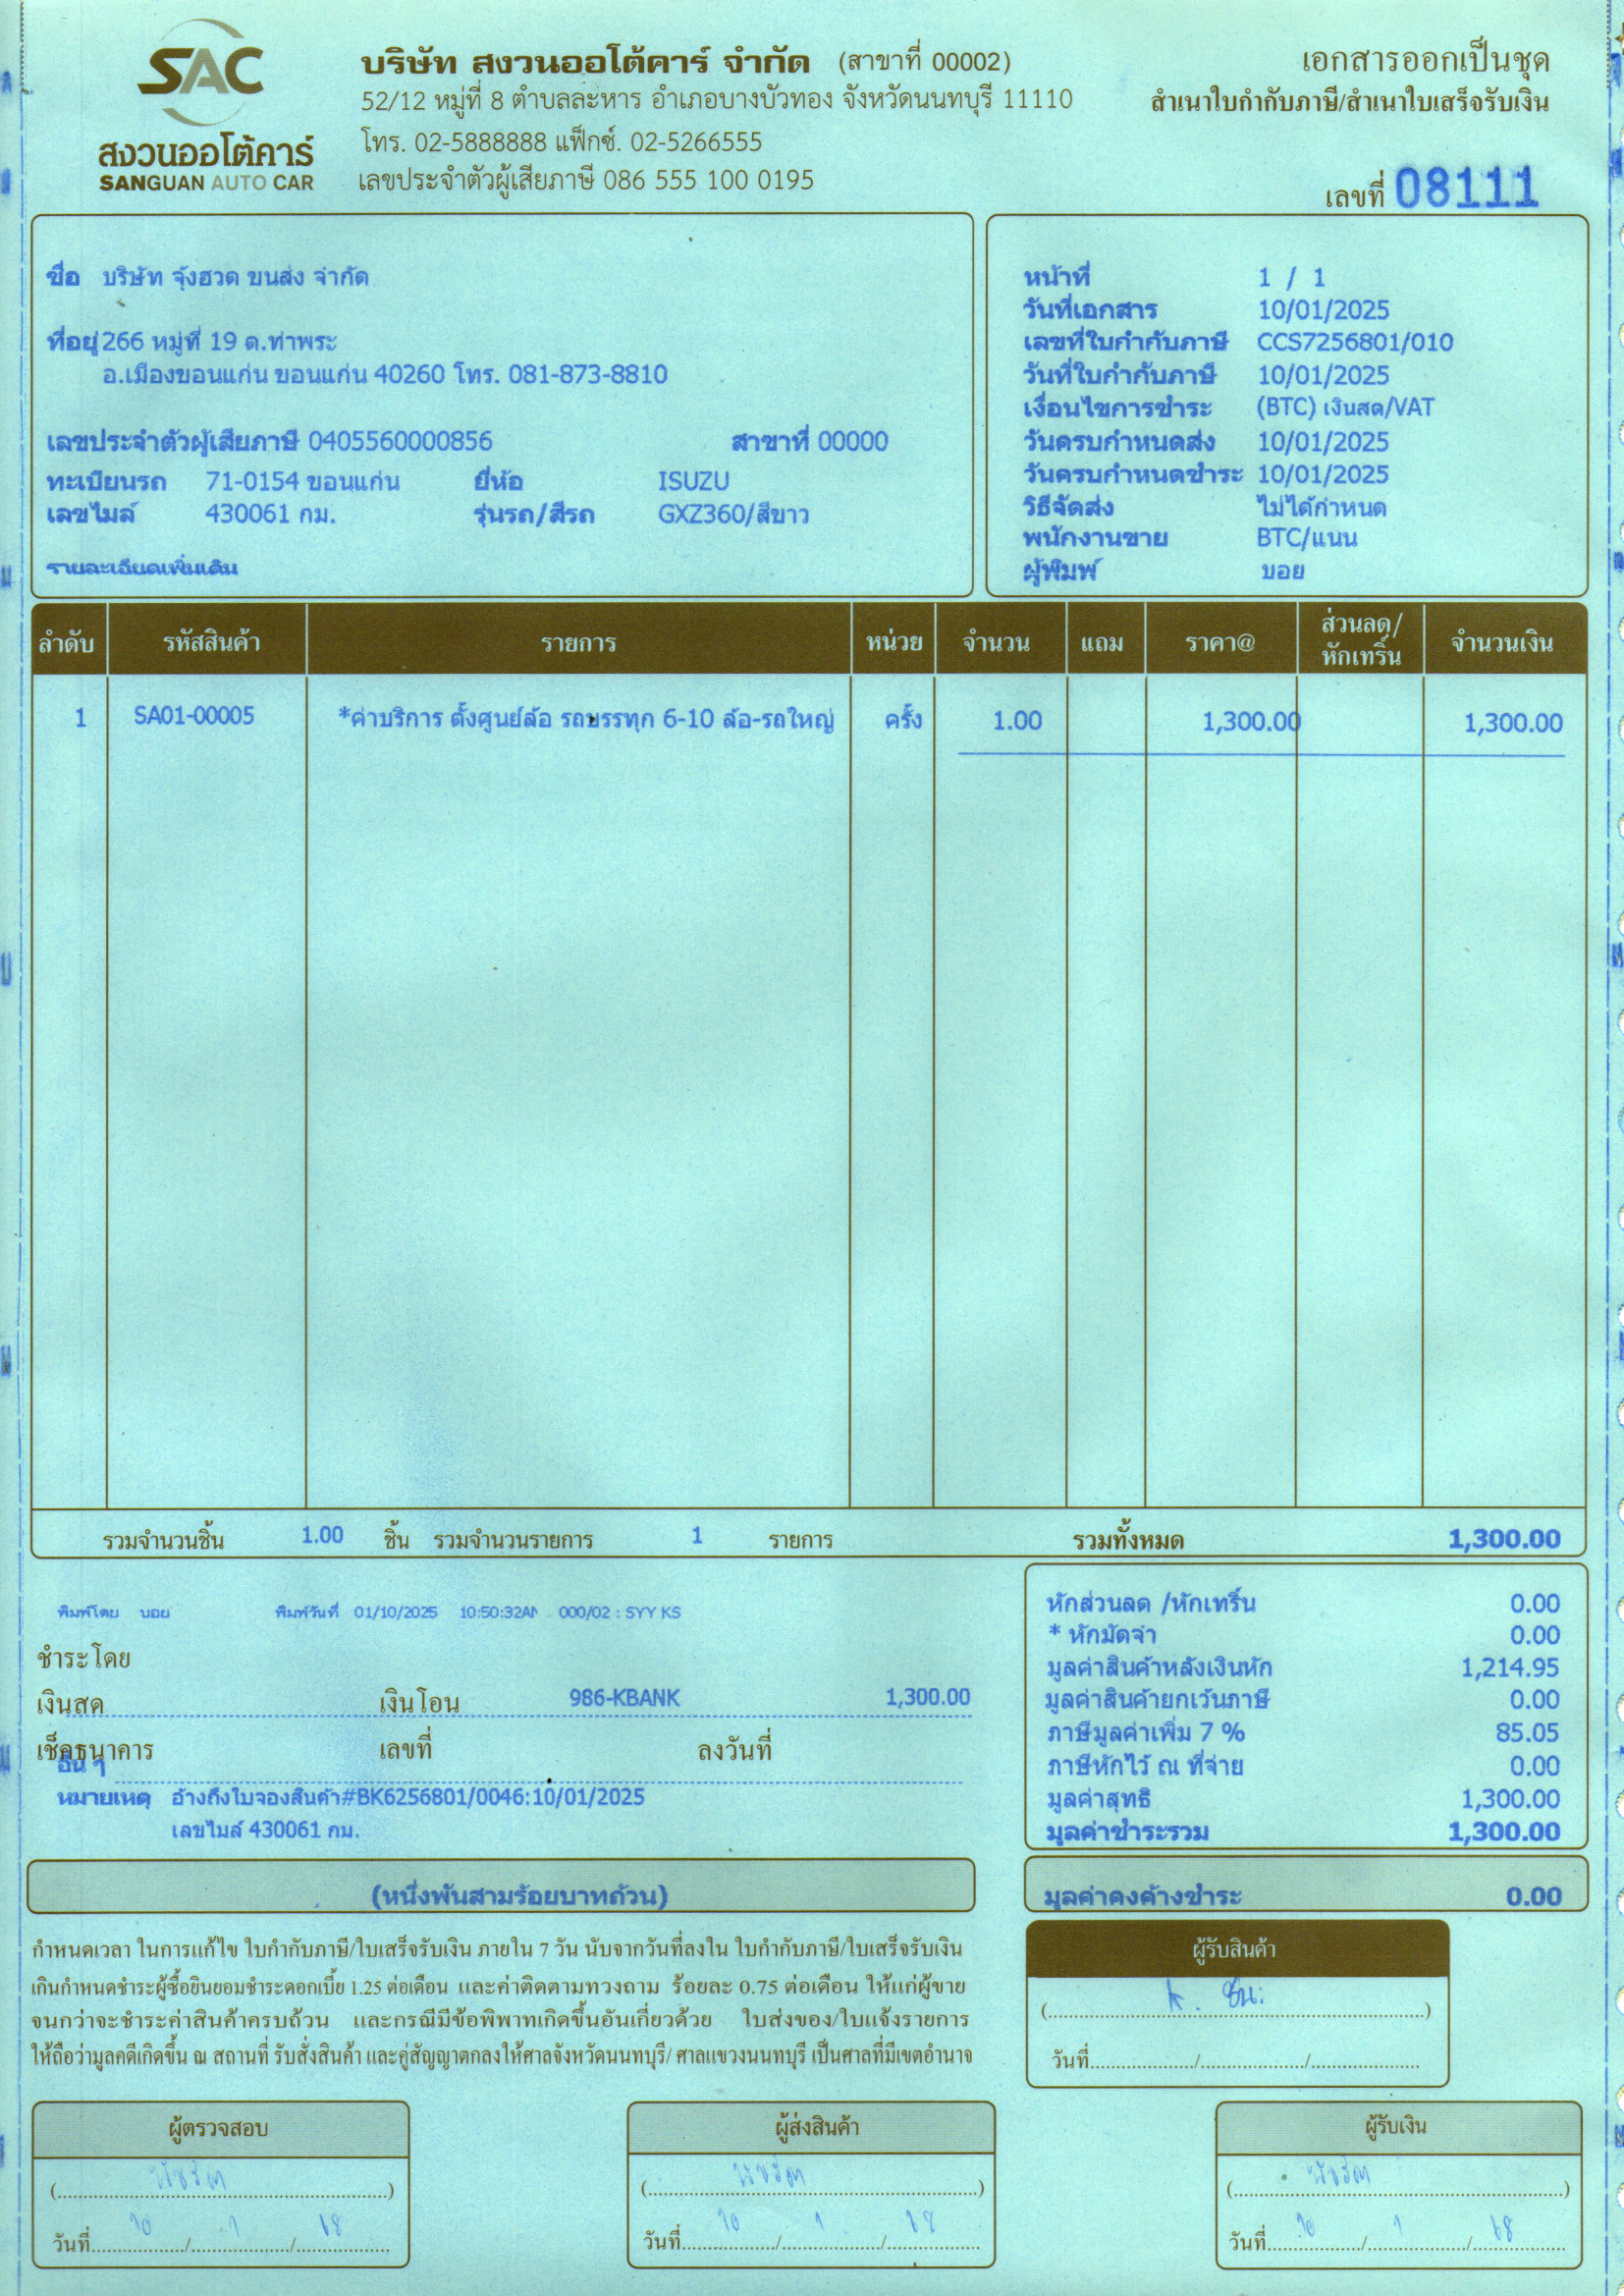 SAC
สงวนออโต้คาร์
SANGUAN AUTO CAR
บริษัท สงวนออโต้คาร์ จำกัด (สาขาที่ 00002)
52/12 หมู่ที่ 8 ตำบลละหาร อำเภอบางบัวทอง จังหวัดนนทบุรี 11110
โทร. 02-5888888 แฟ็กซ์. 02-5266555
เลขประจำตัวผู้เสียภาษี 086 555 100 0195
เอกสารออกเป็นชุด
สำเนาใบกำกับภาษี/สำเนาใบเสร็จรับเงิน
เลขที่ 08111
ชื่อ บริษัท จุ้งฮวด ขนส่ง จำกัด
ที่อยู่ 266 หมู่ที่ 19 ต.ท่าพระ
อ.เมืองขอนแก่น ขอนแก่น 40260 โทร. 081-873-8810
เลขประจำตัวผู้เสียภาษี 0405560000856 สาขาที่ 00000
ทะเบียนรถ 71-0154 ขอนแก่น ยี่ห้อ ISUZU
เลขไมล์ 430061 กม. รุ่นรถ/สีรถ GXZ360/สีขาว
รายละเอียดเพิ่มเติม
หน้าที่ 1 / 1
วันที่เอกสาร 10/01/2025
เลขที่ใบกำกับภาษี CCS7256801/010
วันที่ใบกำกับภาษี 10/01/2025
เงื่อนไขการชำระ (BTC) เงินสด/VAT
วันครบกำหนดส่ง 10/01/2025
วันครบกำหนดชำระ 10/01/2025
วิธีจัดส่ง ไม่ได้กำหนด
พนักงานขาย BTC/แนน
ผู้พิมพ์ บอย
ลำดับ รหัสสินค้า รายการ หน่วย จำนวน แถม ราคา@ ส่วนลด/หักเทริ์น จำนวนเงิน
1 SA01-00005 *ค่าบริการ ตั้งศูนย์ล้อ รถบรรทุก 6-10 ล้อ-รถใหญ่ ครั้ง 1.00 1,300.00 1,300.00
รวมจำนวนชิ้น 1.00 ชิ้น รวมจำนวนรายการ 1 รายการ รวมทั้งหมด 1,300.00
พิมพ์โดย บอย พิมพ์วันที่ 01/10/2025 10:50:32AM 000/02 : SYY KS
ชำระโดย
เงินสด เงินโอน 986-KBANK 1,300.00
เช็คธนาคาร เลขที่ ลงวันที่
อื่น ๆ
หมายเหตุ อ้างถึงใบจองสินค้า#BK6256801/0046:10/01/2025
เลขไมล์ 430061 กม.
หักส่วนลด /หักเทริ์น 0.00
* หักมัดจำ 0.00
มูลค่าสินค้าหลังเงินหัก 1,214.95
มูลค่าสินค้ายกเว้นภาษี 0.00
ภาษีมูลค่าเพิ่ม 7 % 85.05
ภาษีหักไว้ ณ ที่จ่าย 0.00
มูลค่าสุทธิ 1,300.00
มูลค่าชำระรวม 1,300.00
(หนึ่งพันสามร้อยบาทถ้วน)
มูลค่าคงค้างชำระ 0.00
กำหนดเวลา ในการแก้ไข ใบกำกับภาษี/ใบเสร็จรับเงิน ภายใน 7 วัน นับจากวันที่ลงใน ใบกำกับภาษี/ใบเสร็จรับเงิน
เกินกำหนดชำระผู้ซื้อยินยอมชำระดอกเบี้ย 1.25 ต่อเดือน และค่าติดตามทวงถาม ร้อยละ 0.75 ต่อเดือน ให้แก่ผู้ขาย
จนกว่าจะชำระค่าสินค้าครบถ้วน และกรณีมีข้อพิพาทเกิดขึ้นอันเกี่ยวด้วย ใบส่งของ/ใบแจ้งรายการ
ให้ถือว่ามูลคดีเกิดขึ้น ณ สถานที่ รับสั่งสินค้า และคู่สัญญาตกลงให้ศาลจังหวัดนนทบุรี/ ศาลแขวงนนทบุรี เป็นศาลที่มีเขตอำนาจ
ผู้รับสินค้า
วันที่
ผู้ตรวจสอบ
วันที่ 10 / 1 / 68
ผู้ส่งสินค้า
วันที่ 10 / 1 / 68
ผู้รับเงิน
วันที่ 10 / 1 / 68